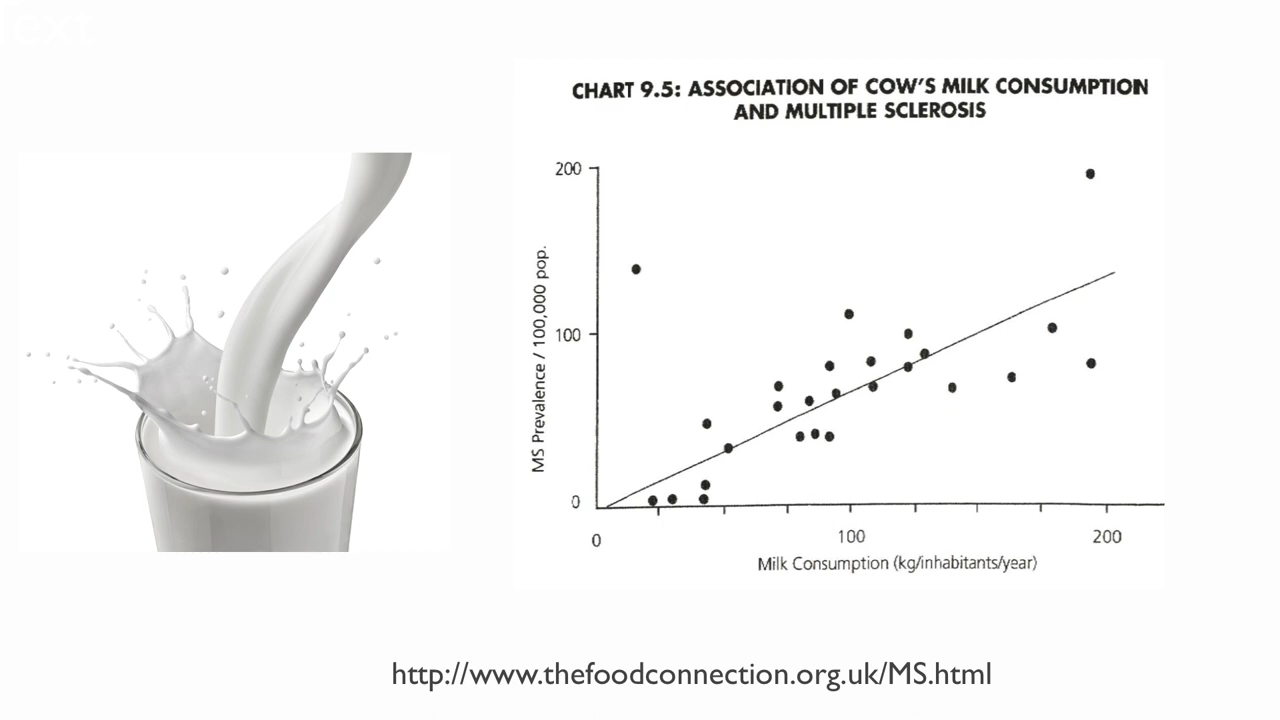 Text
CHART 9.5: ASSOCIATION OF COW'S MILK CONSUMPTION
AND MULTIPLE SCLEROSIS
200
100
0
MS Prevalence / 100,000 pop.
0
100
200
Milk Consumption (kg/inhabitants/year)
http://www.thefoodconnection.org.uk/MS.html